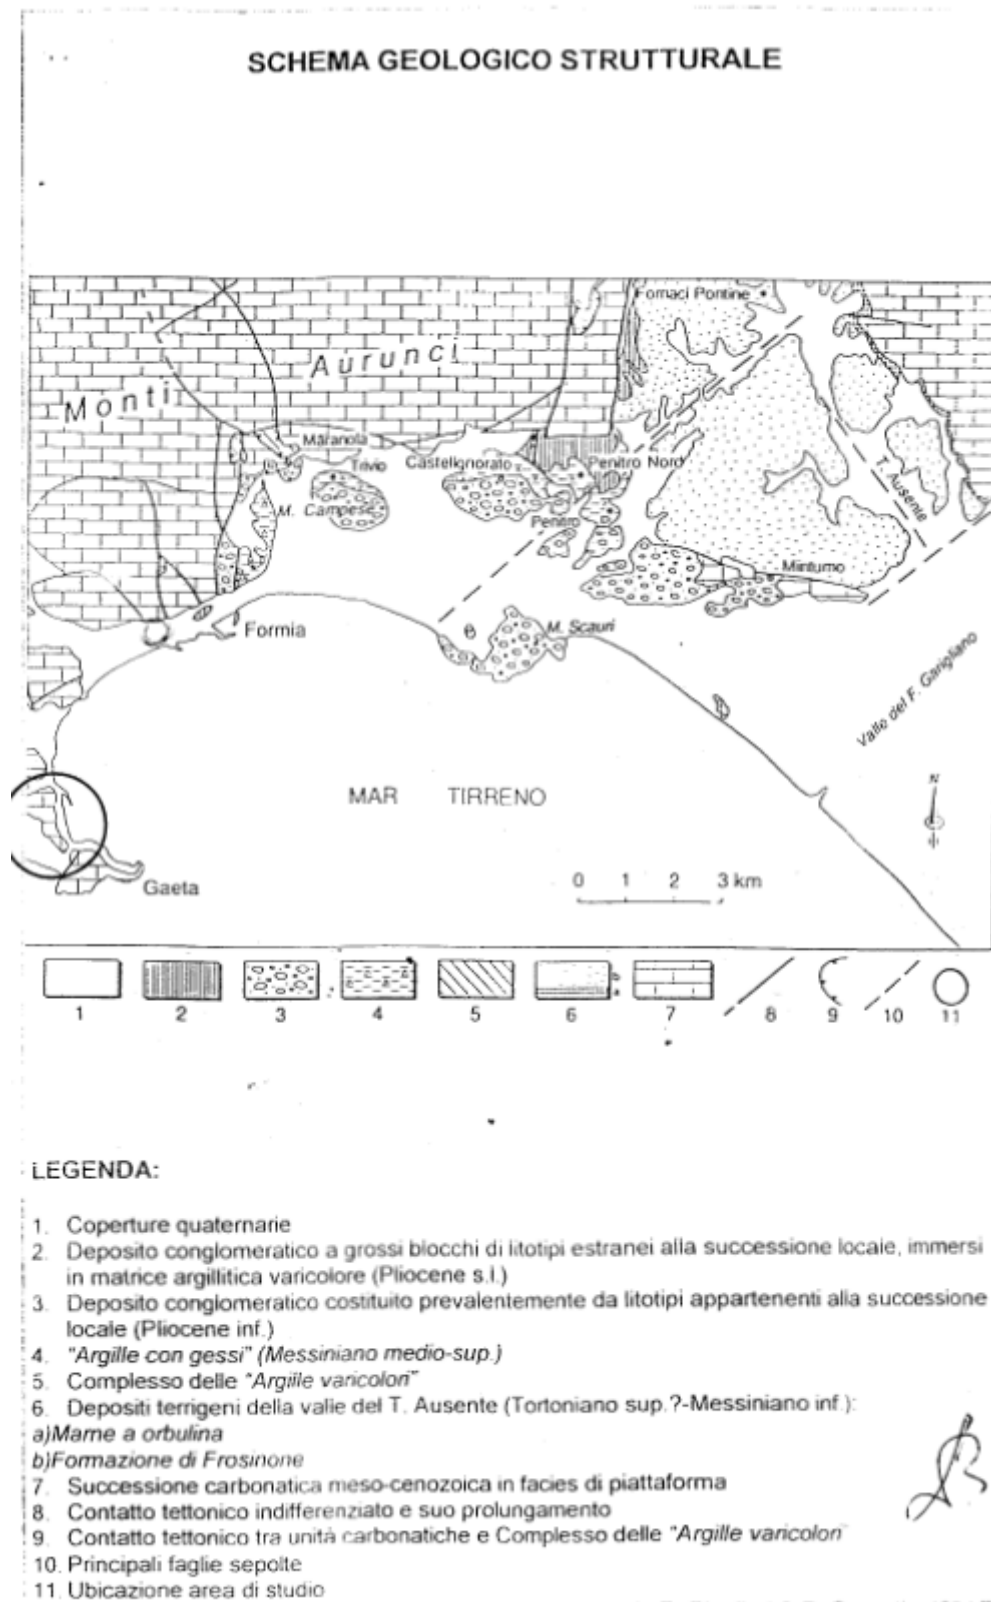 SCHEMA GEOLOGICO STRUTTURALE
Fornaci Pontine
Aurunci
Monti
Maranola
Trivio
Castellonorato
Penitro Nord
M. Campese
T. Ausente
Penitro
Minturno
Formia
M. Scauri
Valle del F. Garigliano
MAR TIRRENO
N
Gaeta
0 1 2 3 km
1 2 3 4 5 6 7 8 9 10 11
LEGENDA:
1. Coperture quaternarie
2. Deposito conglomeratico a grossi blocchi di litotipi estranei alla successione locale, immersi
in matrice argillitica varicolore (Pliocene s.l.)
3. Deposito conglomeratico costituito prevalentemente da litotipi appartenenti alla successione
locale (Pliocene inf.)
4. "Argille con gessi" (Messiniano medio-sup.)
5. Complesso delle "Argille varicolori"
6. Depositi terrigeni della valle del T. Ausente (Tortoniano sup.?-Messiniano inf.):
a)Marne a orbulina
b)Formazione di Frosinone
7. Successione carbonatica meso-cenozoica in facies di piattaforma
8. Contatto tettonico indifferenziato e suo prolungamento
9. Contatto tettonico tra unità carbonatiche e Complesso delle "Argille varicolori"
10. Principali faglie sepolte
11. Ubicazione area di studio